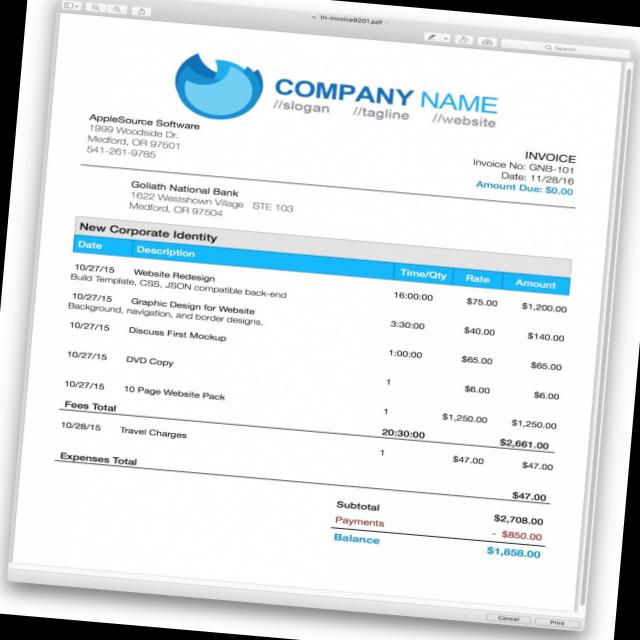 tn-invoice9201.pdf
Search
COMPANY NAME
//slogan //tagline //website
AppleSource Software
1999 Woodside Dr.
Medford, OR 97501
541-261-9785
INVOICE
Invoice No: GNB-101
Date: 11/28/16
Amount Due: $0.00
Goliath National Bank
1622 Westshown Village STE 103
Medford, OR 97504
New Corporate Identity
Date Description Time/Qty Rate Amount
10/27/15 Website Redesign 16:00:00 $75.00 $1,200.00
Build Template, CSS, JSON compatible back-end
10/27/15 Graphic Design for Website 3:30:00 $40.00 $140.00
Background, navigation, and border designs.
10/27/15 Discuss First Mockup 1:00:00 $65.00 $65.00
10/27/15 DVD Copy 1 $6.00 $6.00
10/27/15 10 Page Website Pack 1 $1,250.00 $1,250.00
Fees Total 20:30:00 $2,661.00
10/28/15 Travel Charges 1 $47.00 $47.00
Expenses Total $47.00
Subtotal $2,708.00
Payments - $850.00
Balance $1,858.00
Cancel Print